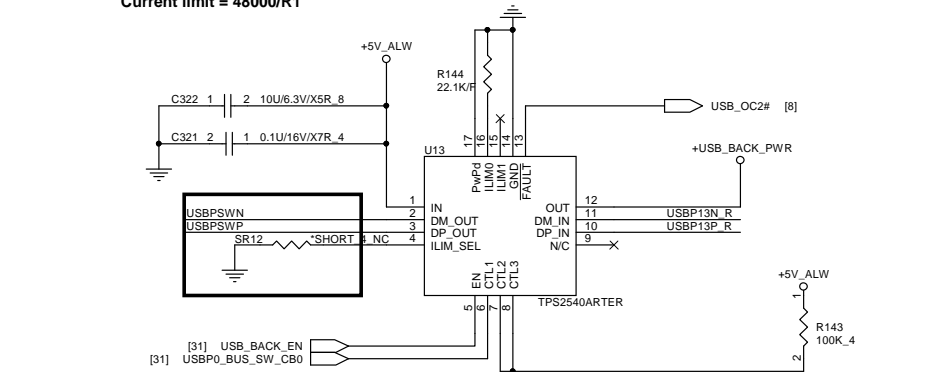 Current limit = 48000/R1
+5V_ALW
R144
22.1K/F
C322 1 2 10U/6.3V/X5R_8
USB_OC2# [8]
C321 2 1 0.1U/16V/X7R_4
U13
17 16 15 14 13
+USB_BACK_PWR
PwPd ILIM0 ILIM1 GND FAULT
1 IN OUT 12
USBPSWN 2 DM_OUT DM_IN 11 USBP13N_R
USBPSWP 3 DP_OUT DP_IN 10 USBP13P_R
SR12 *SHORT_4_NC 4 ILIM_SEL N/C 9
EN CTL1 CTL2 CTL3
+5V_ALW
TPS2540ARTER
5 6 7 8
1
R143
100K_4
[31] USB_BACK_EN
2
[31] USBP0_BUS_SW_CB0